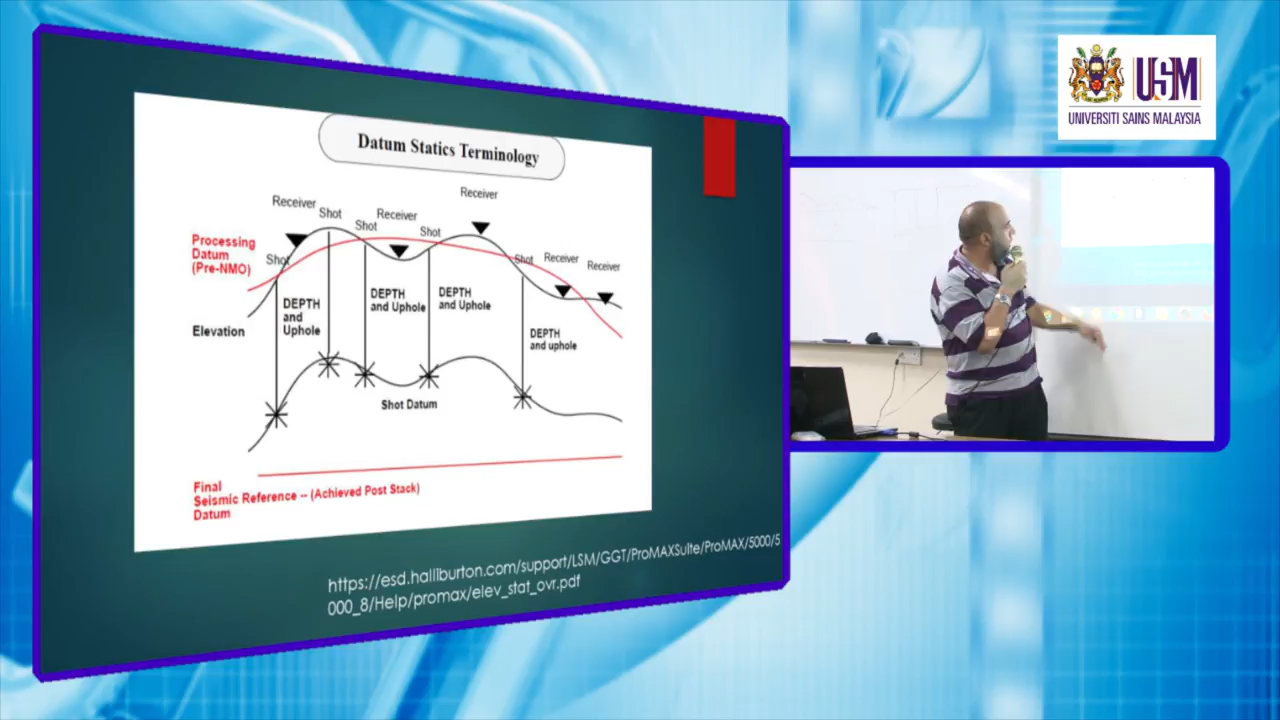 Datum Statics Terminology
Receiver
Receiver
Shot
Receiver
Shot
Shot
Processing
Datum
(Pre-NMO)
Shot
Shot
Receiver
Receiver
DEPTH
and
Uphole
DEPTH
and Uphole
DEPTH
and Uphole
Elevation
DEPTH
and uphole
Shot Datum
Final
Seismic Reference -- (Achieved Post Stack)
Datum
https://esd.halliburton.com/support/LSM/GGT/ProMAXSuite/ProMAX/5000/5
000_8/Help/promax/elev_stat_ovr.pdf
USM
UNIVERSITI SAINS MALAYSIA